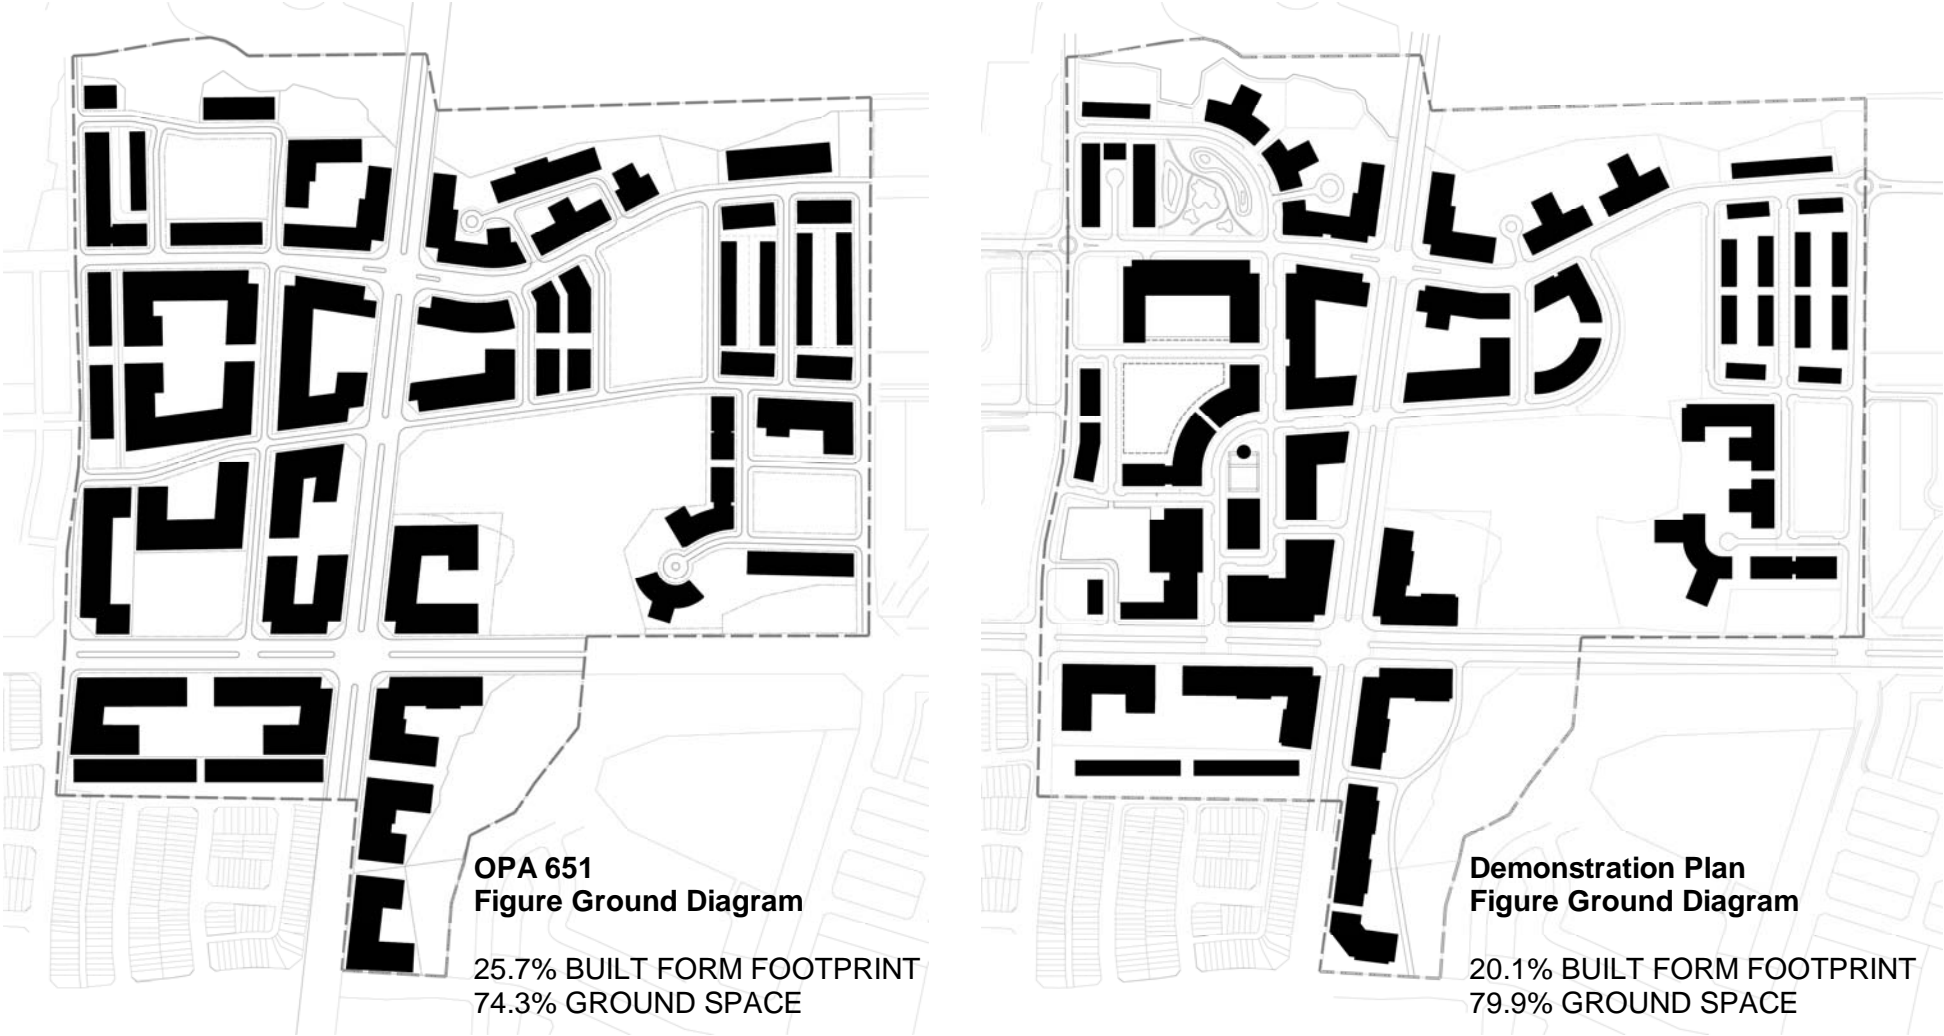 OPA 651
Figure Ground Diagram
25.7% BUILT FORM FOOTPRINT
74.3% GROUND SPACE
Demonstration Plan
Figure Ground Diagram
20.1% BUILT FORM FOOTPRINT
79.9% GROUND SPACE